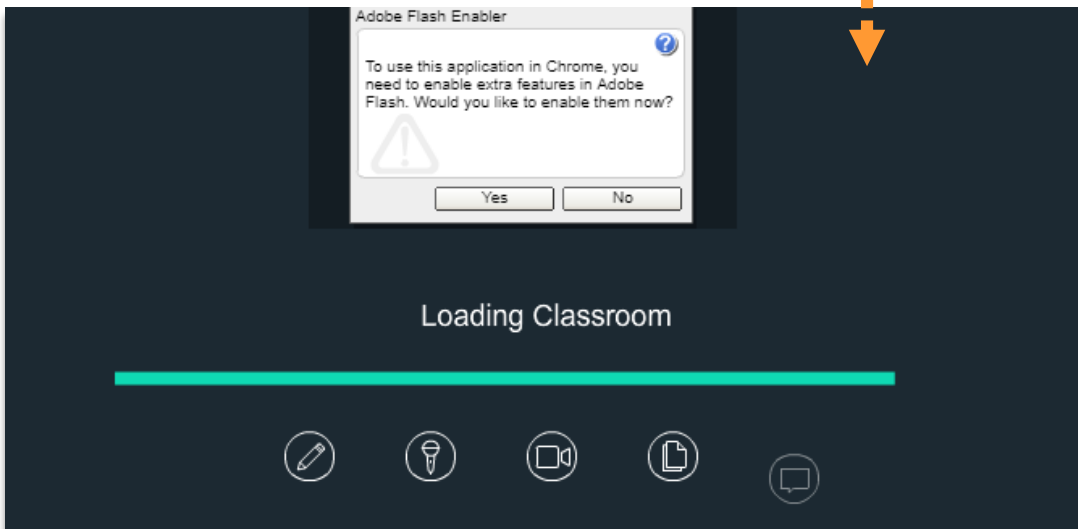 Adobe Flash Enabler
To use this application in Chrome, you
need to enable extra features in Adobe
Flash. Would you like to enable them now?
Yes No
Loading Classroom